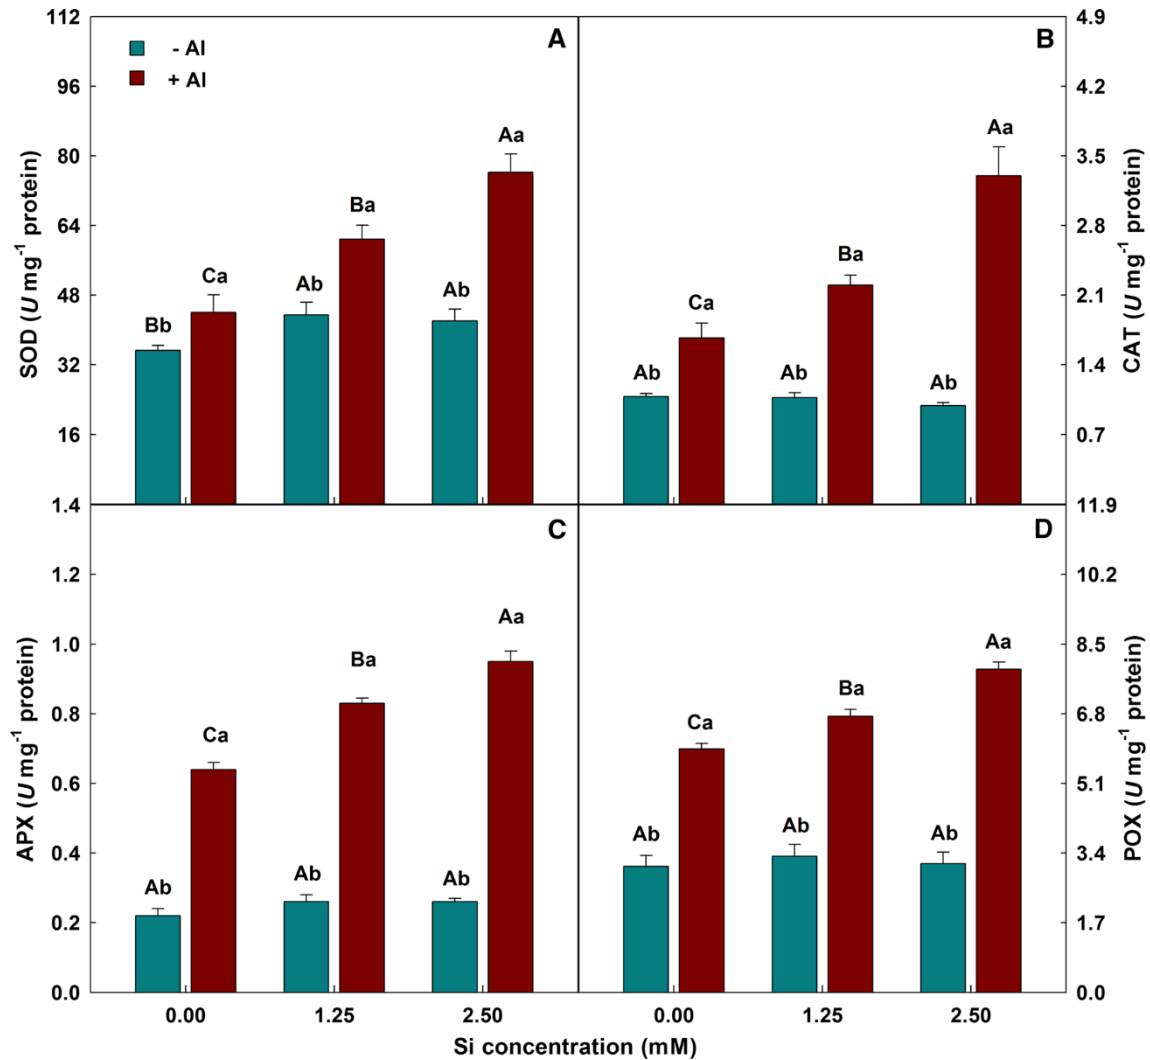 112
96
80
64
48
32
16
1.4
SOD (U mg⁻¹ protein)
- Al
+ Al
A
Bb
Ca
Ab
Ba
Ab
Aa
B
Ab
Ca
Ab
Ba
Ab
Aa
4.9
4.2
3.5
2.8
2.1
1.4
0.7
11.9
CAT (U mg⁻¹ protein)
1.2
1.0
0.8
0.6
0.4
0.2
0.0
APX (U mg⁻¹ protein)
C
Ab
Ca
Ab
Ba
Ab
Aa
D
Ab
Ca
Ab
Ba
Ab
Aa
10.2
8.5
6.8
5.1
3.4
1.7
0.0
POX (U mg⁻¹ protein)
0.00 1.25 2.50 0.00 1.25 2.50
Si concentration (mM)